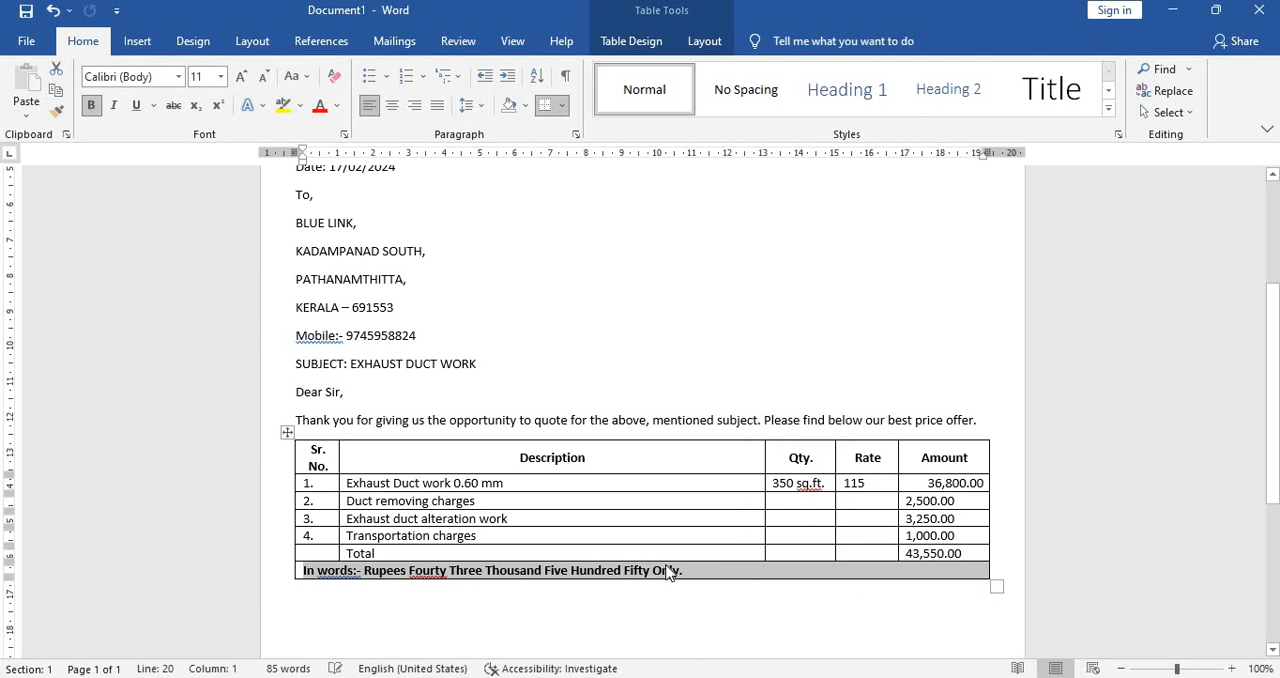 Document1 - Word
Table Tools
Sign in
File Home Insert Design Layout References Mailings Review View Help Table Design Layout Tell me what you want to do Share
Paste
Calibri (Body) 11
Normal No Spacing Heading 1 Heading 2 Title
Find
Replace
Select
Clipboard Font Paragraph Styles Editing
Date: 17/02/2024
To,
BLUE LINK,
KADAMPANAD SOUTH,
PATHANAMTHITTA,
KERALA – 691553
Mobile:- 9745958824
SUBJECT: EXHAUST DUCT WORK
Dear Sir,
Thank you for giving us the opportunity to quote for the above, mentioned subject. Please find below our best price offer.
Sr. No. Description Qty. Rate Amount
1. Exhaust Duct work 0.60 mm 350 sq.ft. 115 36,800.00
2. Duct removing charges 2,500.00
3. Exhaust duct alteration work 3,250.00
4. Transportation charges 1,000.00
Total 43,550.00
In words:- Rupees Fourty Three Thousand Five Hundred Fifty Only.
Section: 1 Page 1 of 1 Line: 20 Column: 1 85 words English (United States) Accessibility: Investigate 100%